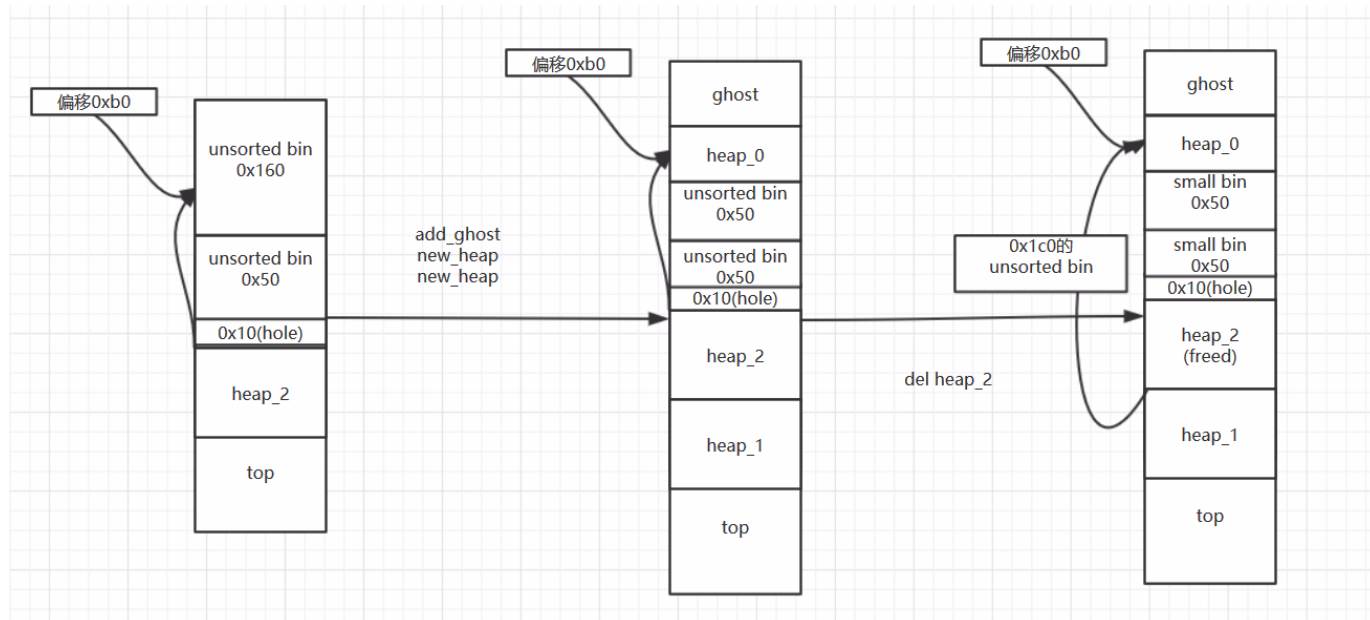 偏移0xb0
unsorted bin
0x160
unsorted bin
0x50
0x10(hole)
heap_2
top
add_ghost
new_heap
new_heap
偏移0xb0
ghost
heap_0
unsorted bin
0x50
unsorted bin
0x50
0x10(hole)
heap_2
heap_1
top
del heap_2
偏移0xb0
0x1c0的
unsorted bin
ghost
heap_0
small bin
0x50
small bin
0x50
0x10(hole)
heap_2
(freed)
heap_1
top